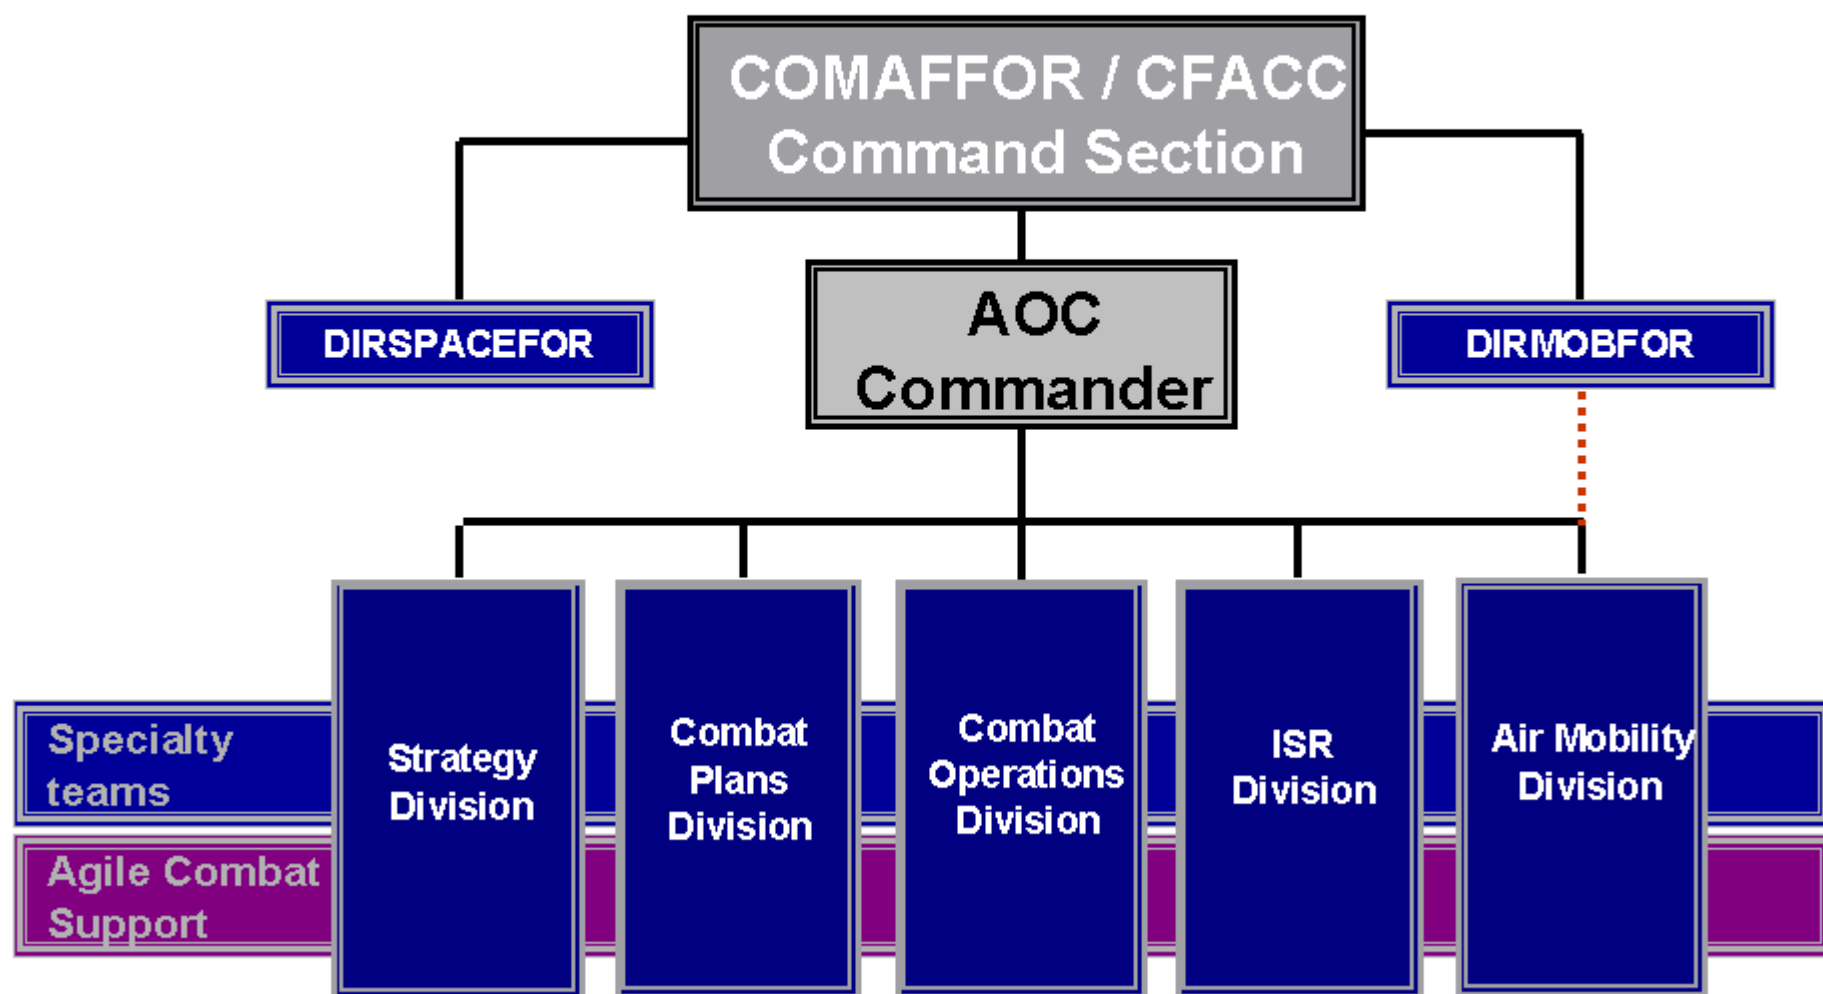 COMAFFOR / CFACC
Command Section
DIRSPACEFOR
AOC
Commander
DIRMOBFOR
Specialty
teams
Agile Combat
Support
Strategy
Division
Combat
Plans
Division
Combat
Operations
Division
ISR
Division
Air Mobility
Division